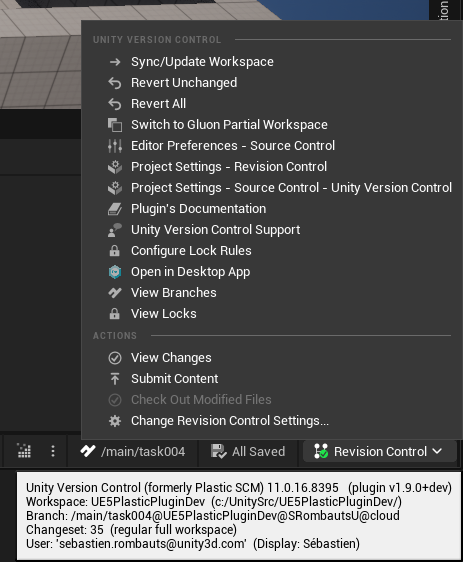 tion
UNITY VERSION CONTROL
Sync/Update Workspace
Revert Unchanged
Revert All
Switch to Gluon Partial Workspace
Editor Preferences - Source Control
Project Settings - Revision Control
Project Settings - Source Control - Unity Version Control
Plugin's Documentation
Unity Version Control Support
Configure Lock Rules
Open in Desktop App
View Branches
View Locks
ACTIONS
View Changes
Submit Content
Check Out Modified Files
Change Revision Control Settings...
/main/task004
All Saved
Revision Control
Unity Version Control (formerly Plastic SCM) 11.0.16.8395 (plugin v1.9.0+dev)
Workspace: UE5PlasticPluginDev (c:/UnitySrc/UE5PlasticPluginDev/)
Branch: /main/task004@UE5PlasticPluginDev@SRombautsU@cloud
Changeset: 35 (regular full workspace)
User: 'sebastien.rombauts@unity3d.com' (Display: Sébastien)